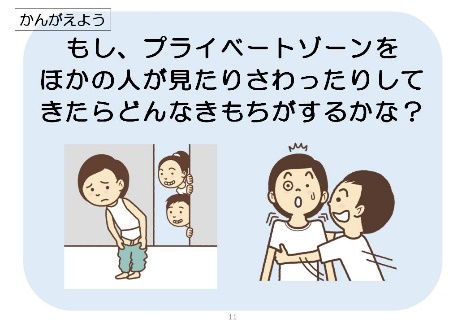 かんがえよう
もし、プライベートゾーンを
ほかの人が見たりさわったりして
きたらどんなきもちがするかな？
11